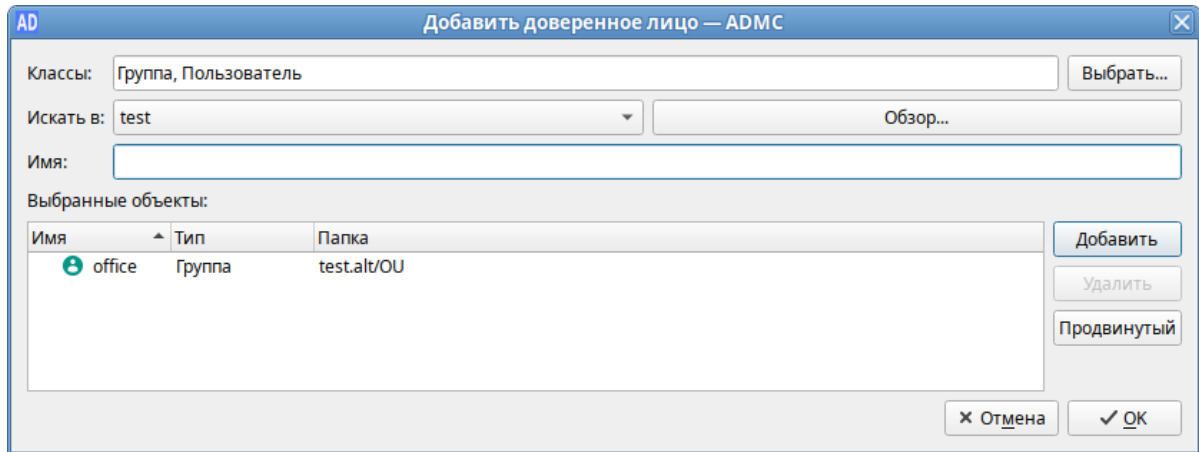 AD Добавить доверенное лицо — ADMC
Классы: Группа, Пользователь Выбрать...
Искать в: test Обзор...
Имя:
Выбранные объекты:
Имя Тип Папка Добавить
office Группа test.alt/OU
Удалить
Продвинутый
Отмена OK